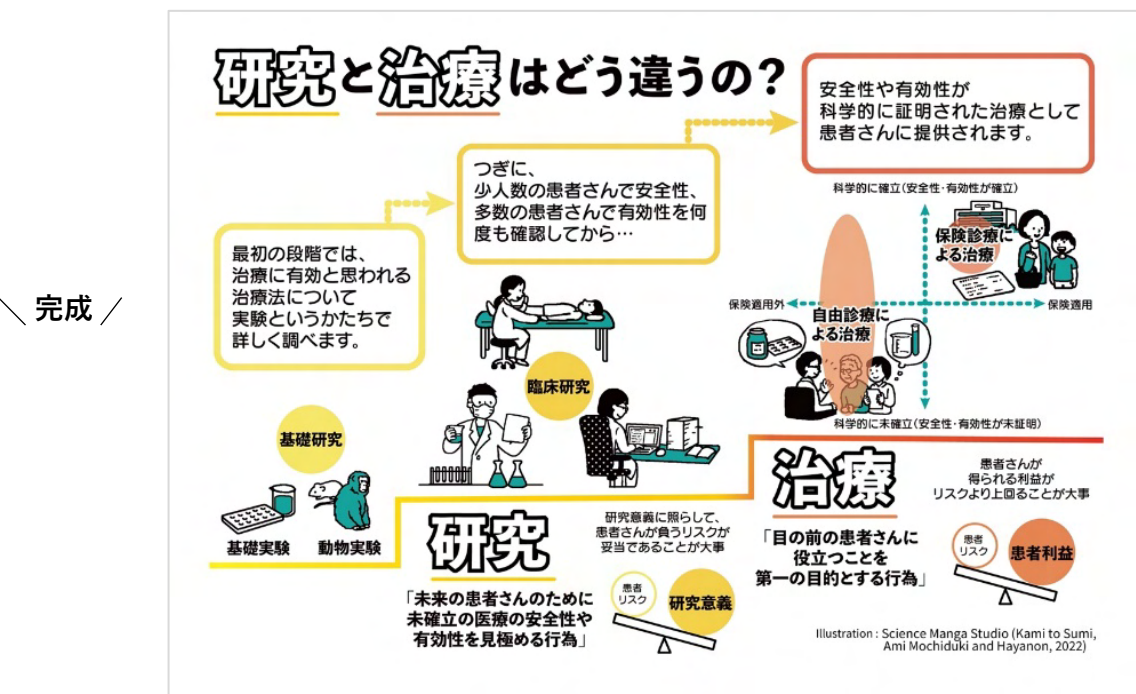 \ 完成 /
研究と治療はどう違うの?
最初の段階では、
治療に有効と思われる
治療法について
実験というかたちで
詳しく調べます。
つぎに、
少人数の患者さんで安全性、
多数の患者さんで有効性を何
度も確認してから…
安全性や有効性が
科学的に証明された治療として
患者さんに提供されます。
科学的に確立(安全性・有効性が確立)
保険診療に
よる治療
保険適用外
保険適用
自由診療に
よる治療
科学的に未確立(安全性・有効性が未証明)
基礎研究
基礎実験
動物実験
臨床研究
研究
研究意義に照らして、
患者さんが負うリスクが
妥当であることが大事
「未来の患者さんのために
未確立の医療の安全性や
有効性を見極める行為」
患者
リスク
研究意義
治療
患者さんが
得られる利益が
リスクより上回ることが大事
「目の前の患者さんに
役立つことを
第一の目的とする行為」
患者
リスク
患者利益
Illustration : Science Manga Studio (Kami to Sumi,
Ami Mochiduki and Hayanon, 2022)